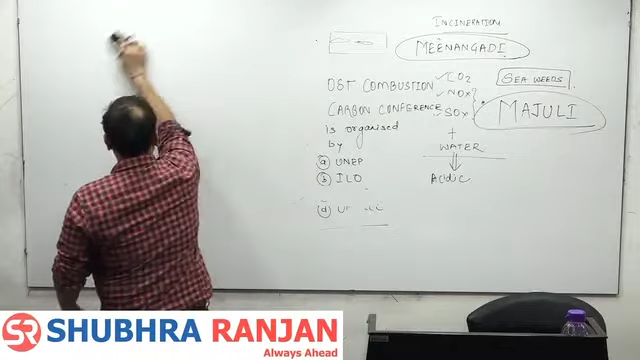 INCINERATION
MEENANGADI
OST COMBUSTION
✓ CO2
✓ NOx
✓ SOx
SEA WEEDS
MAJULI
CARBON CONFERENCE
is organised
by
+
WATER
Acidic
(a) UNEP
(b) ILO
(d)
SR SHUBHRA RANJAN
Always Ahead